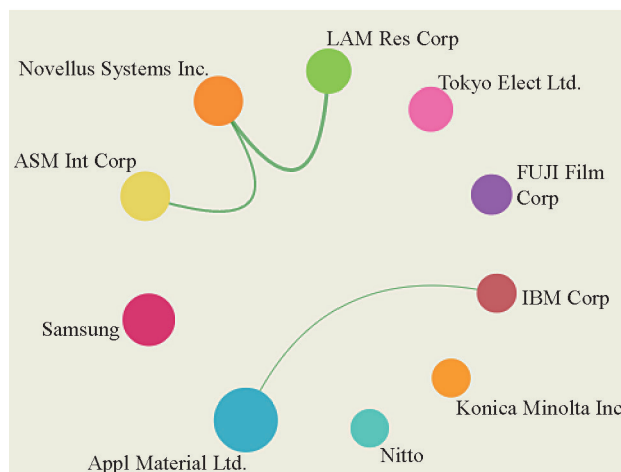 LAM Res Corp
Novellus Systems Inc.
Tokyo Elect Ltd.
ASM Int Corp
FUJI Film
Corp
IBM Corp
Samsung
Konica Minolta Inc
Nitto
Appl Material Ltd.